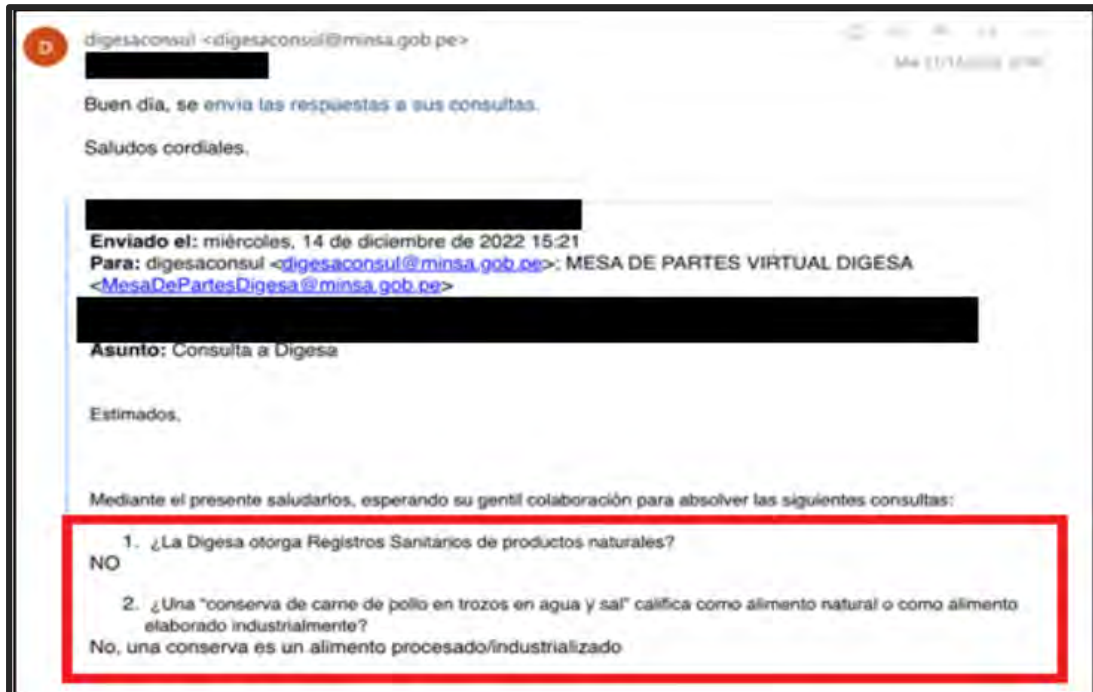 D
digesaconsul <digesaconsul@minsa.gob.pe>
Buen día, se envia las respuestas a sus consultas.
Saludos cordiales.
Enviado el: miércoles, 14 de diciembre de 2022 15:21
Para: digesaconsul <digesaconsul@minsa.gob.pe>; MESA DE PARTES VIRTUAL DIGESA
<MesaDePartesDigesa@minsa.gob.pe>
Asunto: Consulta a Digesa
Estimados,
Mediante el presente saludarlos, esperando su gentil colaboración para absolver las siguientes consultas:
1. ¿La Digesa otorga Registros Sanitarios de productos naturales?
NO
2. ¿Una "conserva de carne de pollo en trozos en agua y sal" califica como alimento natural o como alimento
elaborado industrialmente?
No, una conserva es un alimento procesado/industrializado